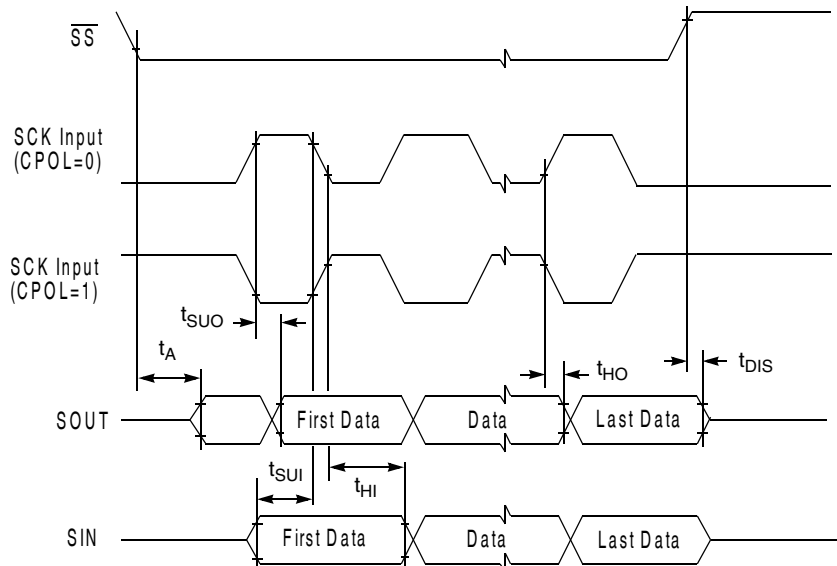 SS
SCK Input
(CPOL=0)
SCK Input
(CPOL=1)
tSUO
tA
tHO
tDIS
SOUT
First Data
Data
Last Data
tSUI
tHI
SIN
First Data
Data
Last Data